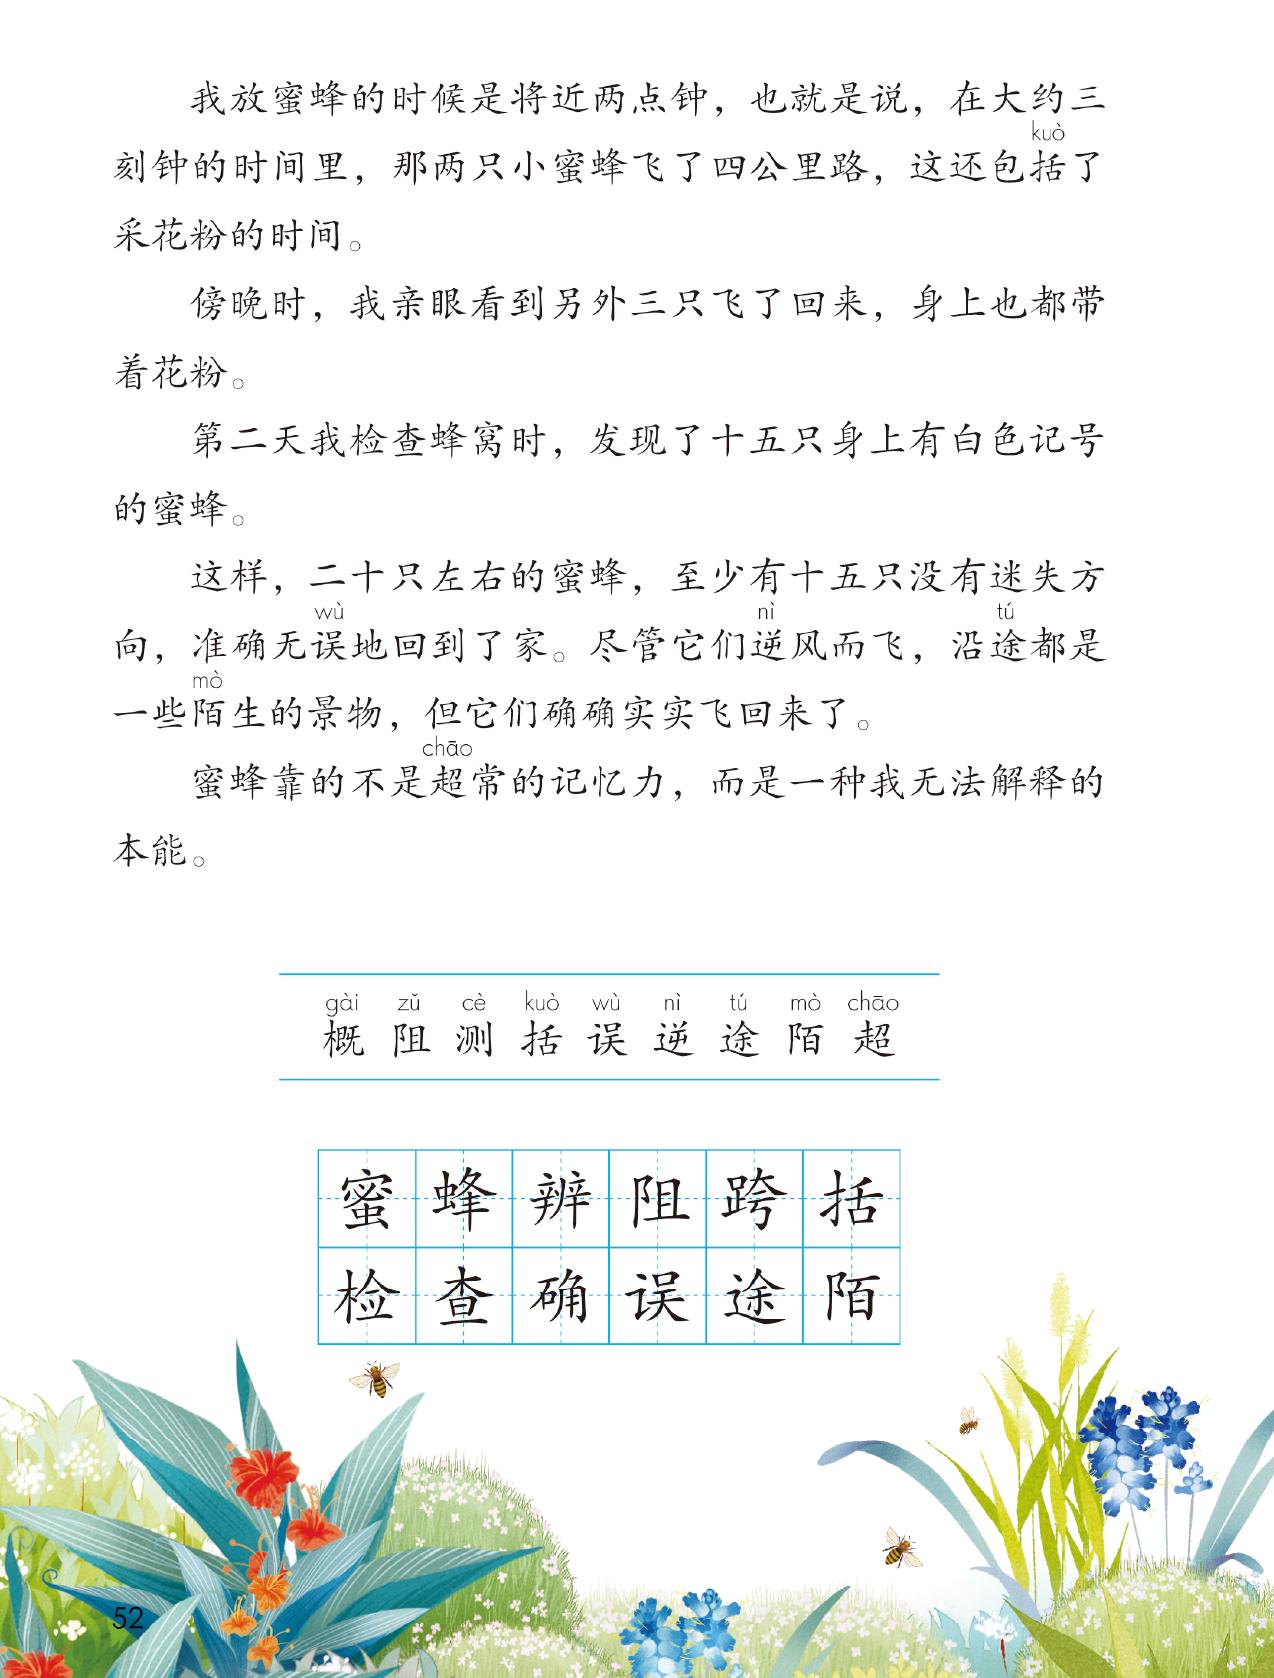 我放蜜蜂的时候是将近两点钟，也就是说，在大约三
kuò
刻钟的时间里，那两只小蜜蜂飞了四公里路，这还包括了
采花粉的时间。
傍晚时，我亲眼看到另外三只飞了回来，身上也都带
着花粉。
第二天我检查蜂窝时，发现了十五只身上有白色记号
的蜜蜂。
这样，二十只左右的蜜蜂，至少有十五只没有迷失方
wù nì tú
向，准确无误地回到了家。尽管它们逆风而飞，沿途都是
mò
一些陌生的景物，但它们确确实实飞回来了。
chāo
蜜蜂靠的不是超常的记忆力，而是一种我无法解释的
本能。
gài zǔ cè kuò wù nì tú mò chāo
概 阻 测 括 误 逆 途 陌 超
蜜 蜂 辨 阻 跨 括
检 查 确 误 途 陌
52